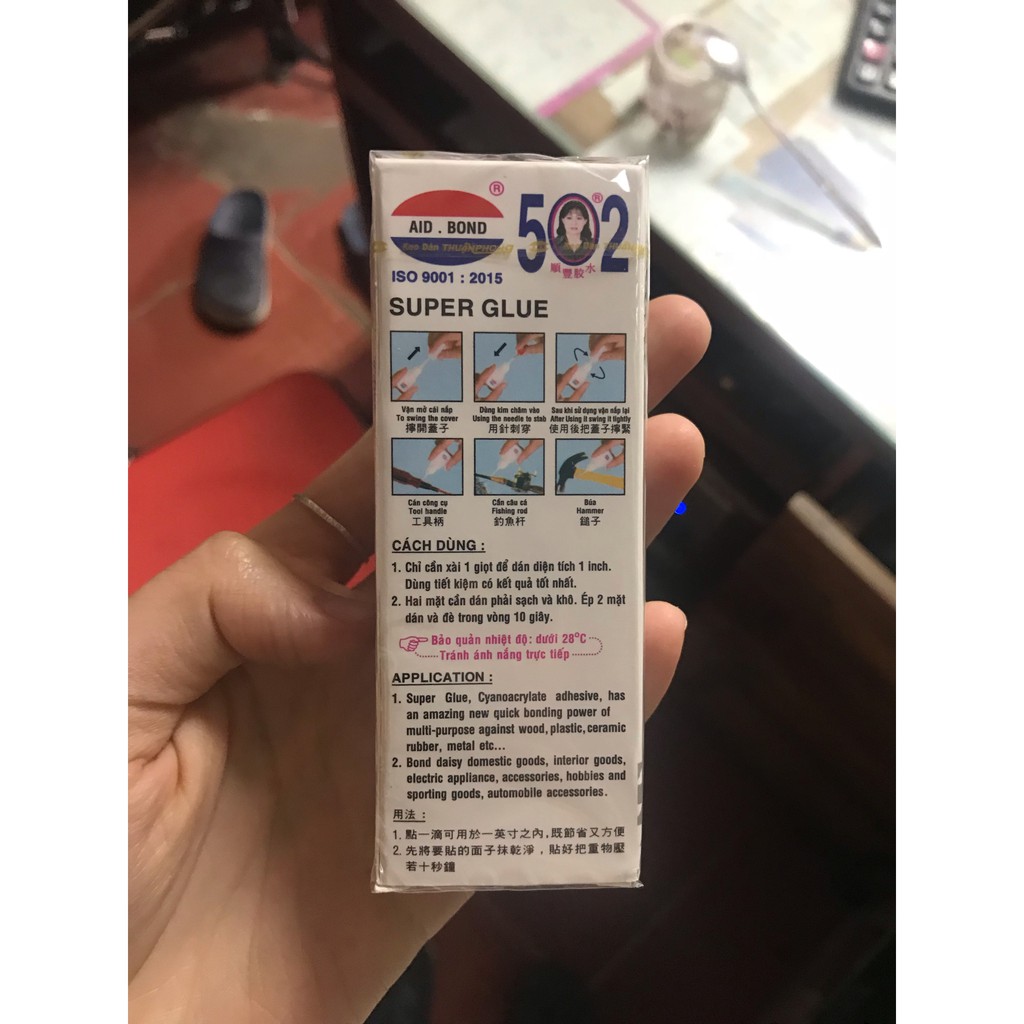 ®
AID . BOND
Keo Dán THUẬN PHONG
ISO 9001 : 2015
502®
順豐膠水
SUPER GLUE
Vặn mở cái nắp
To swing the cover
擰開蓋子
Dùng kim châm vào
Using the needle to stab
用針刺穿
Sau khi sử dụng vặn nắp lại
After Using it swing it tightly
使用後把蓋子擰緊
Cán công cụ
Tool handle
工具柄
Cần câu cá
Fishing rod
釣魚杆
Búa
Hammer
鎚子
CÁCH DÙNG :
1. Chỉ cần xài 1 giọt để dán diện tích 1 inch.
Dùng tiết kiệm có kết quả tốt nhất.
2. Hai mặt cần dán phải sạch và khô. Ép 2 mặt
dán và đè trong vòng 10 giây.
Bảo quản nhiệt độ: dưới 28°C
Tránh ánh nắng trực tiếp
APPLICATION :
1. Super Glue, Cyanoacrylate adhesive, has
an amazing new quick bonding power of
multi-purpose against wood, plastic, ceramic
rubber, metal etc...
2. Bond daisy domestic goods, interior goods,
electric appliance, accessories, hobbies and
sporting goods, automobile accessories.
用法 :
1. 點一滴可用於一英寸之內,既節省又方便
2. 先將要貼的面子抹乾淨，貼好把重物壓
若十秒鐘